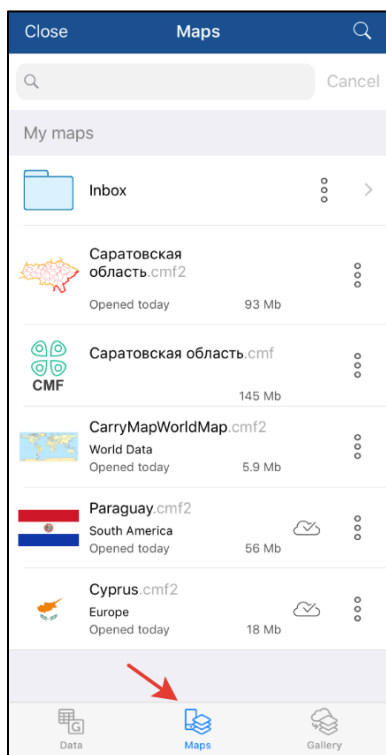 Close Maps
Cancel
My maps
Inbox
Саратовская
область.cmf2
Opened today 93 Mb
Саратовская область.cmf
CMF
145 Mb
CarryMapWorldMap.cmf2
World Data
Opened today 5.9 Mb
Paraguay.cmf2
South America
Opened today 56 Mb
Cyprus.cmf2
Europe
Opened today 18 Mb
G
Data Maps Gallery